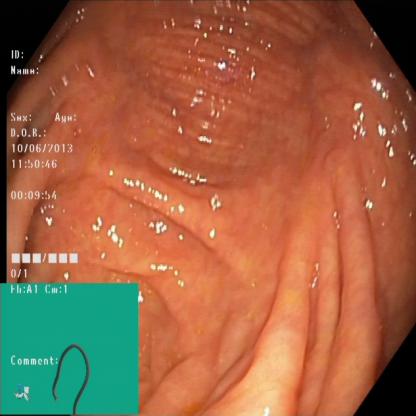 ID:
Name:
Sex: Age:
D.O.B.:
10/06/2013
11:50:46
00:09:54
■■■/■■■
0/1
Eh:A1 Cm:1
Comment: